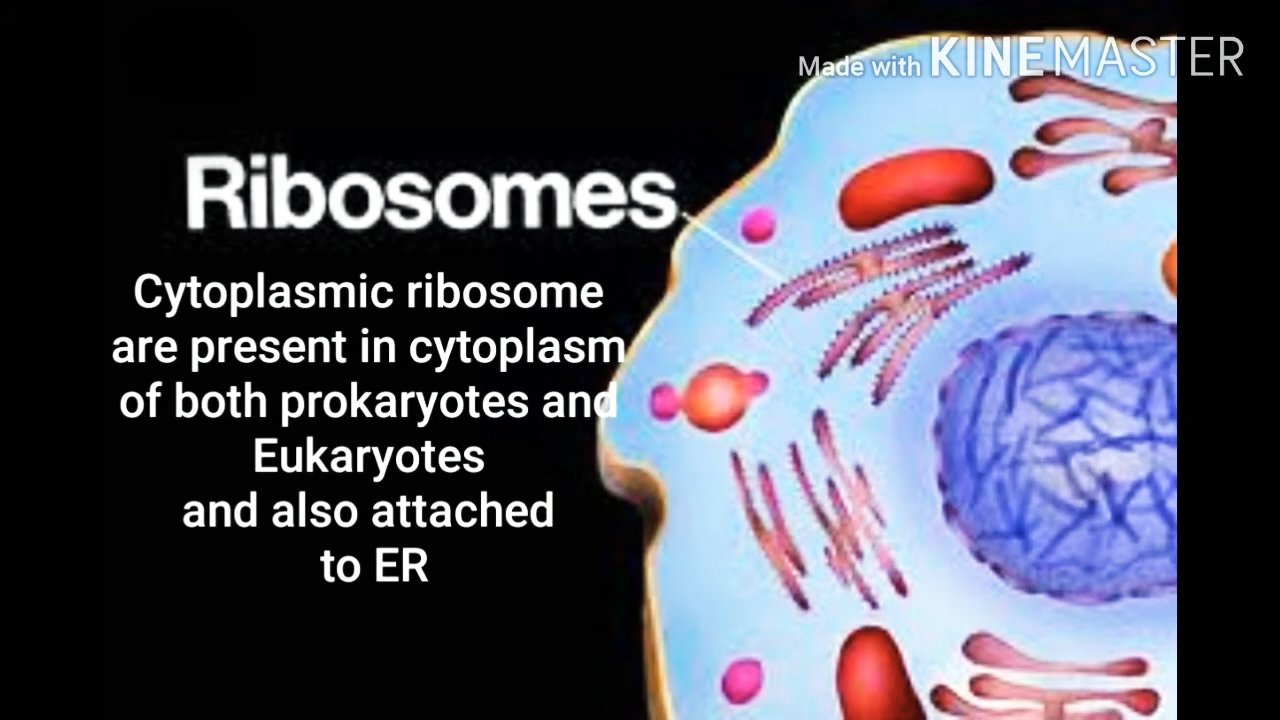 Made with KINEMASTER
Ribosomes
Cytoplasmic ribosome
are present in cytoplasm
of both prokaryotes and
Eukaryotes
and also attached
to ER